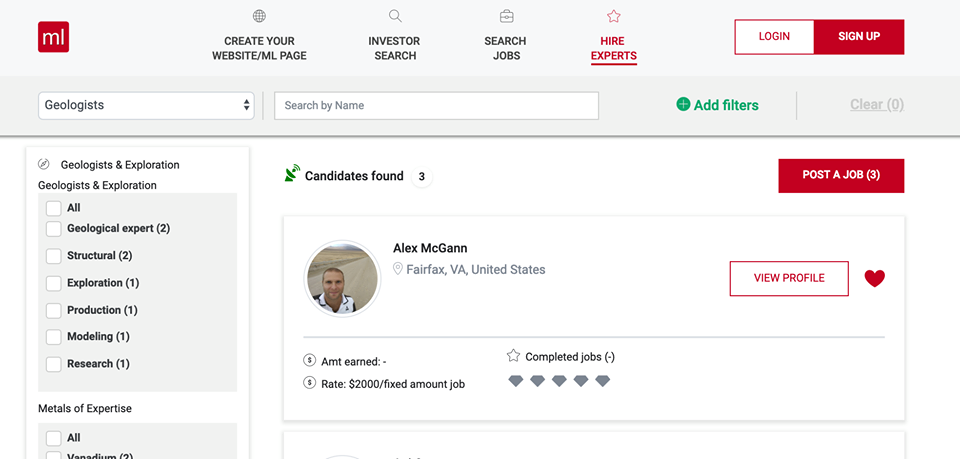 ml
CREATE YOUR
WEBSITE/ML PAGE
INVESTOR
SEARCH
SEARCH
JOBS
HIRE
EXPERTS
LOGIN
SIGN UP
Geologists
Search by Name
Add filters
Clear (0)
Geologists & Exploration
Geologists & Exploration
All
Geological expert (2)
Structural (2)
Exploration (1)
Production (1)
Modeling (1)
Research (1)
Metals of Expertise
All
Vanadium (2)
Candidates found 3
POST A JOB (3)
Alex McGann
Fairfax, VA, United States
VIEW PROFILE
$ Amt earned: -
$ Rate: $2000/fixed amount job
Completed jobs (-)